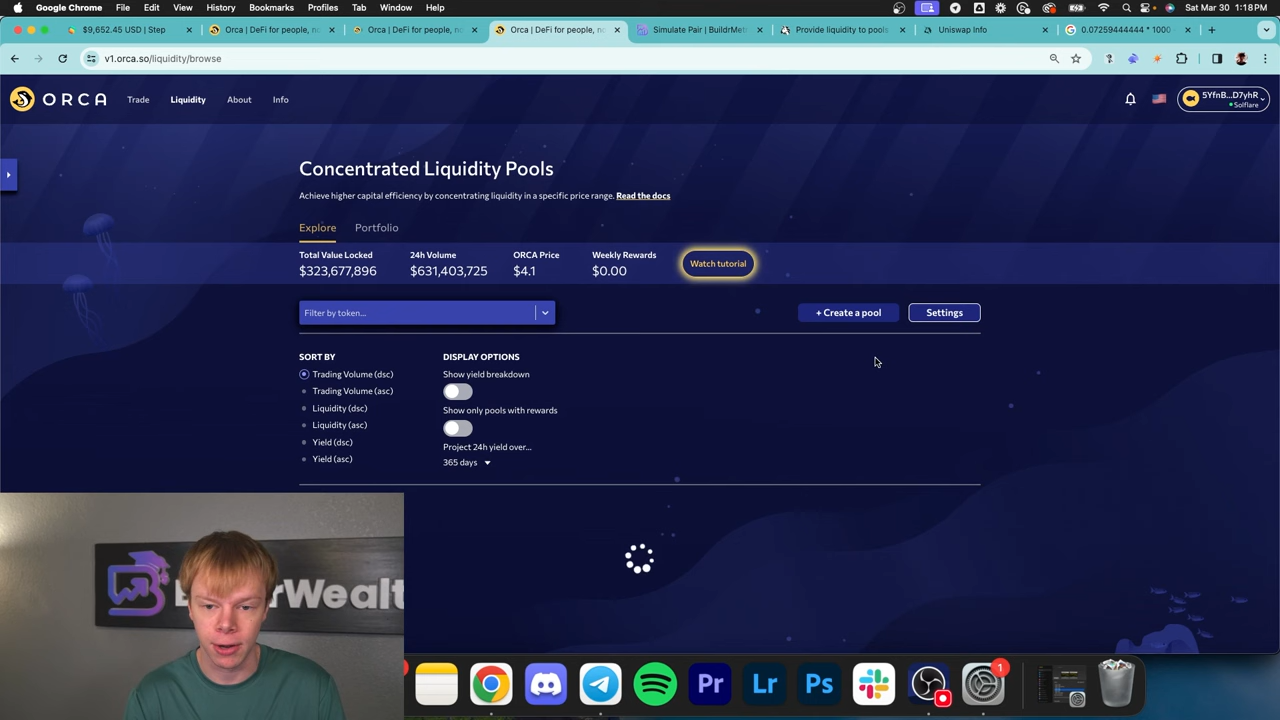 Google Chrome File Edit View History Bookmarks Profiles Tab Window Help Sat Mar 30 1:18 PM
$9,652.45 USD | Step Orca | DeFi for people, n Orca | DeFi for people, n Orca | DeFi for people, n Simulate Pair | BuildrMet Provide liquidity to pools Uniswap Info 0.07259444444 * 1000
v1.orca.so/liquidity/browse
ORCA Trade Liquidity About Info 5YfnB...D7yhR
Solflare
Concentrated Liquidity Pools
Achieve higher capital efficiency by concentrating liquidity in a specific price range. Read the docs
Explore Portfolio
Total Value Locked 24h Volume ORCA Price Weekly Rewards
$323,677,896 $631,403,725 $4.1 $0.00
Watch tutorial
Filter by token... + Create a pool Settings
SORT BY DISPLAY OPTIONS
Trading Volume (dsc) Show yield breakdown
Trading Volume (asc)
Liquidity (dsc) Show only pools with rewards
Liquidity (asc)
Yield (dsc) Project 24h yield over...
Yield (asc) 365 days
Wealt
Pr Lr Ps 1